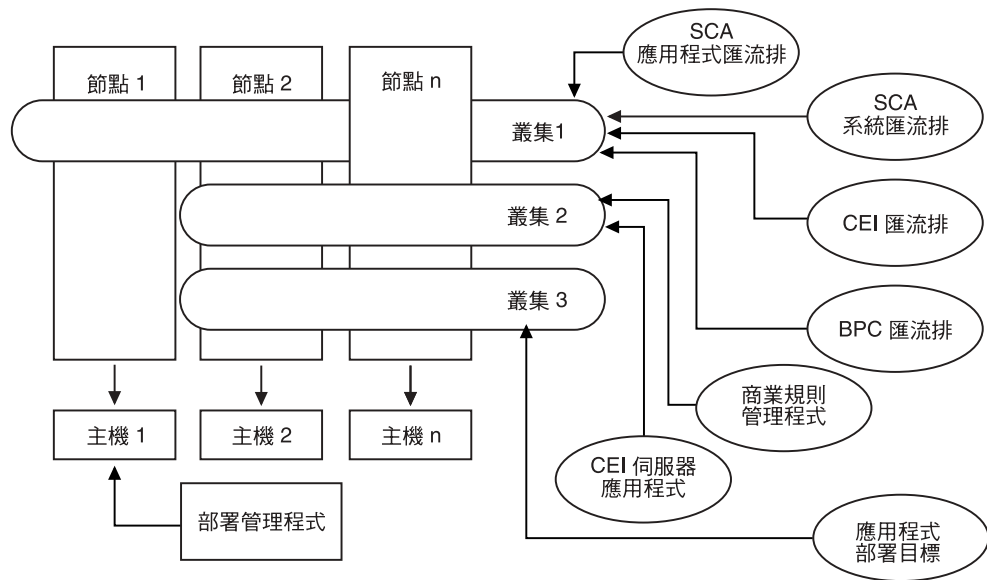 SCA
應用程式匯流排
節點 1
節點 2
節點 n
SCA
系統匯流排
叢集1
叢集 2
CEI 匯流排
叢集 3
BPC 匯流排
商業規則
管理程式
主機 1
主機 2
主機 n
CEI 伺服器
應用程式
部署管理程式
應用程式
部署目標